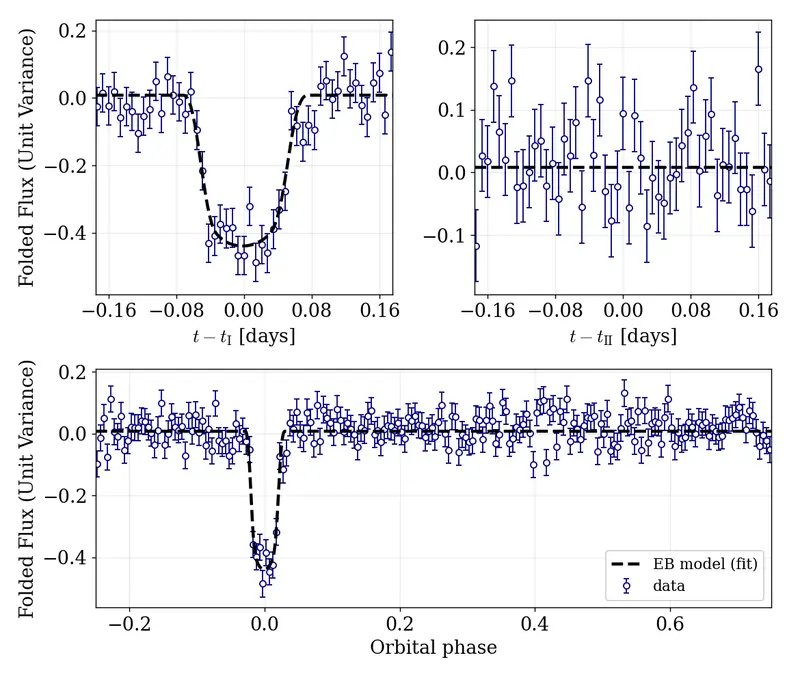 Folded Flux (Unit Variance)
0.2
0.0
−0.2
−0.4
−0.16 −0.08 0.00 0.08 0.16
t − tI [days]
0.2
0.1
0.0
−0.1
−0.16 −0.08 0.00 0.08 0.16
t − tII [days]
Folded Flux (Unit Variance)
0.2
0.0
−0.2
−0.4
−0.2 0.0 0.2 0.4 0.6
Orbital phase
EB model (fit)
data